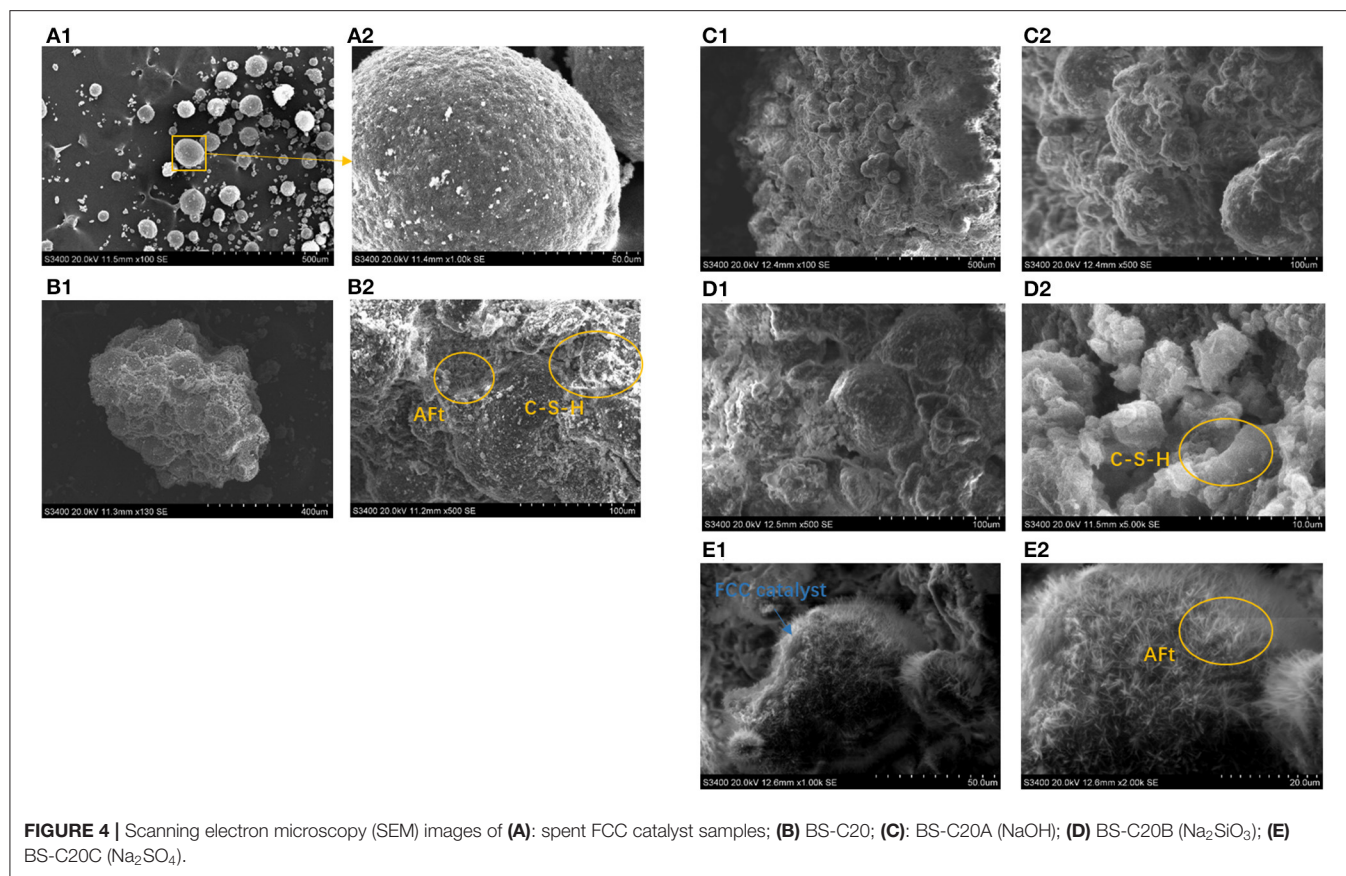 A1
A2
S3400 20.0kV 11.5mm x100 SE
500um
S3400 20.0kV 11.4mm x1.00k SE
50.0um
B1
B2
AFt
C-S-H
S3400 20.0kV 11.3mm x130 SE
400um
S3400 20.0kV 11.2mm x500 SE
100um
C1
C2
S3400 20.0kV 12.4mm x100 SE
500um
S3400 20.0kV 12.4mm x500 SE
100um
D1
D2
C-S-H
S3400 20.0kV 12.5mm x500 SE
100um
S3400 20.0kV 11.5mm x5.00k SE
10.0um
E1
E2
FCC catalyst
AFt
S3400 20.0kV 12.6mm x1.00k SE
50.0um
S3400 20.0kV 12.6mm x2.00k SE
20.0um
FIGURE 4 | Scanning electron microscopy (SEM) images of (A): spent FCC catalyst samples; (B) BS-C20; (C): BS-C20A (NaOH); (D) BS-C20B (Na₂SiO₃); (E)
BS-C20C (Na₂SO₄).